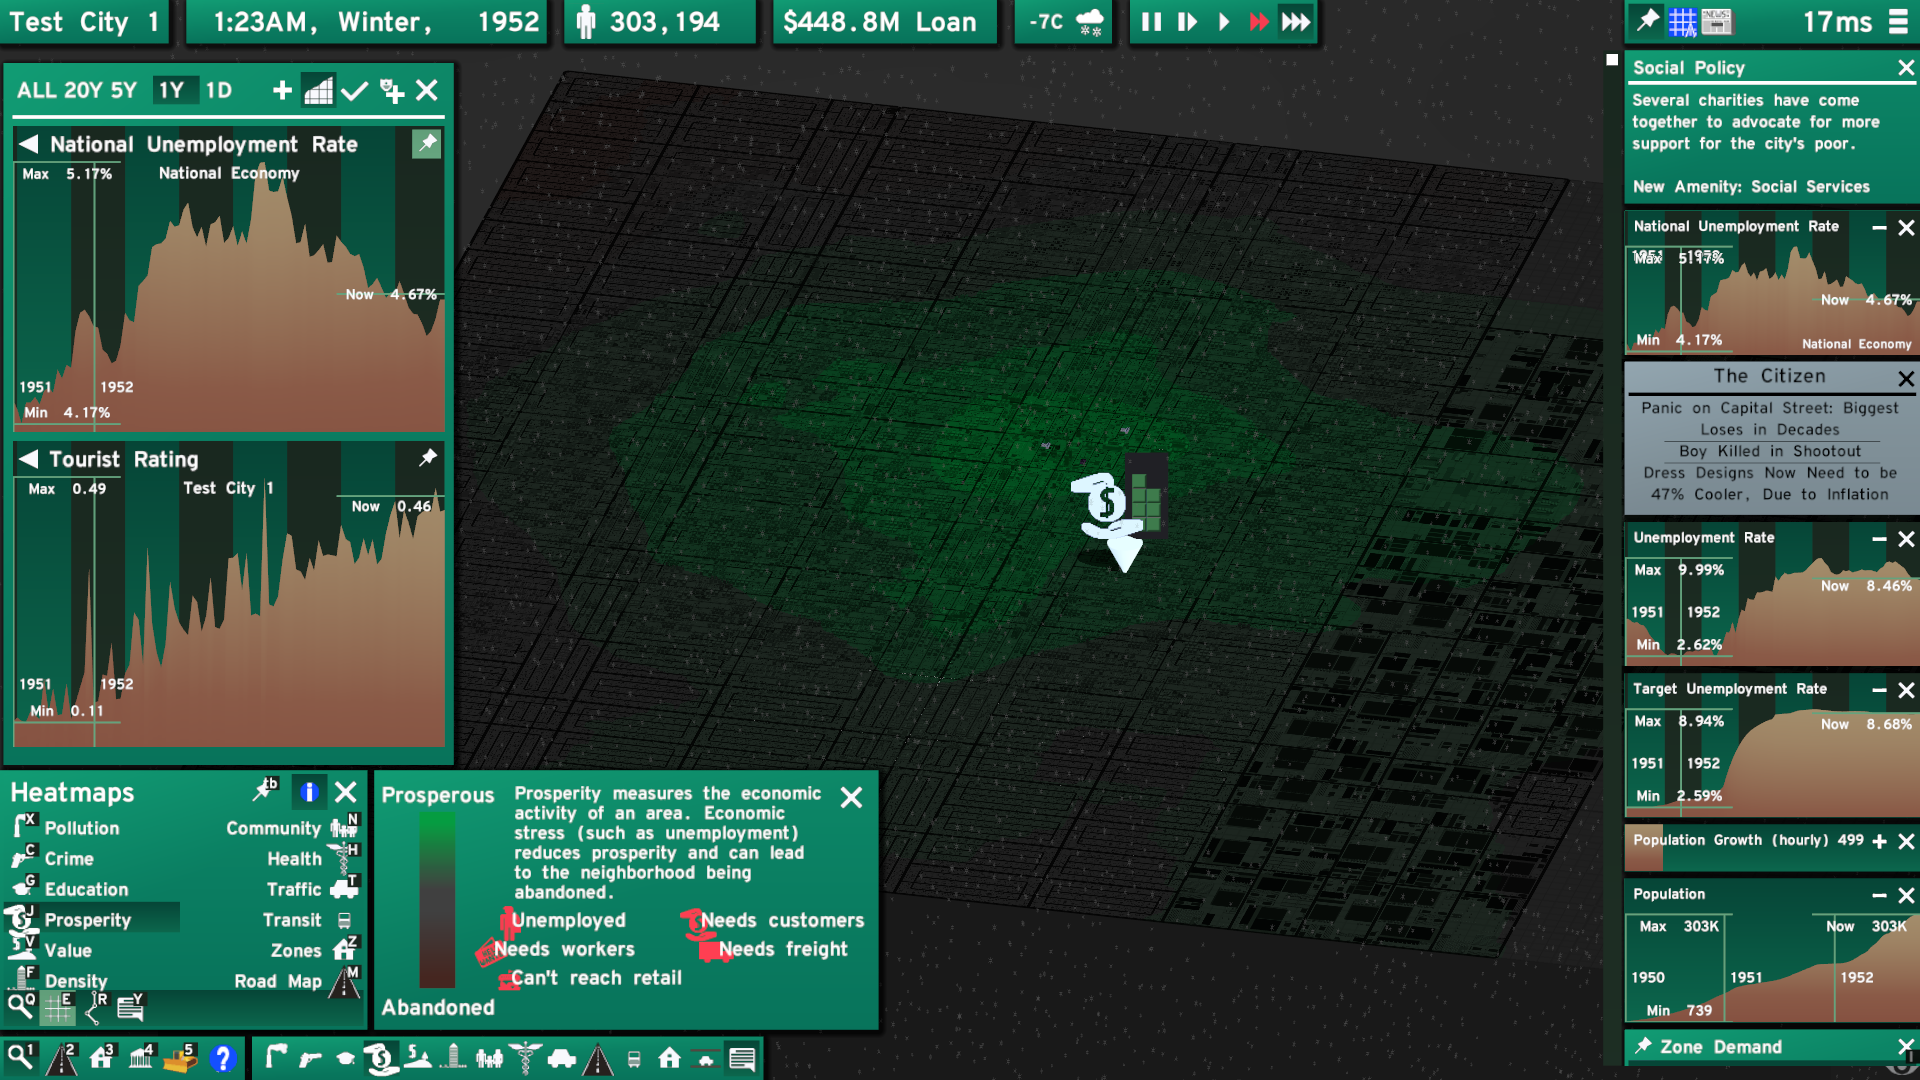 Test City 1
1:23AM, Winter, 1952
303,194
$448.8M Loan
-7C
17ms
ALL 20Y 5Y 1Y 1D
National Unemployment Rate
Max 5.17%
National Economy
Now 4.67%
1951
1952
Min 4.17%
Tourist Rating
Max 0.49
Test City 1
Now 0.46
1951
1952
Min 0.11
Heatmaps
tb
i
X Pollution
Community N
C Crime
Health H
G Education
Traffic T
J Prosperity
Transit
V Value
Zones Z
F Density
Road Map M
Q E R Y
Prosperous
Abandoned
Prosperity measures the economic
activity of an area. Economic
stress (such as unemployment)
reduces prosperity and can lead
to the neighborhood being
abandoned.
Unemployed
Needs customers
Needs workers
Needs freight
Can't reach retail
1 2 3 4 5 ?
NEWS
Social Policy
Several charities have come
together to advocate for more
support for the city's poor.
New Amenity: Social Services
National Unemployment Rate
Max 5.17%
Now 4.67%
Min 4.17%
National Economy
The Citizen
Panic on Capital Street: Biggest
Loses in Decades
Boy Killed in Shootout
Dress Designs Now Need to be
47% Cooler, Due to Inflation
Unemployment Rate
Max 9.99%
Now 8.46%
1951
1952
Min 2.62%
Target Unemployment Rate
Max 8.94%
Now 8.68%
1951
1952
Min 2.59%
Population Growth (hourly) 499
Population
Max 303K
Now 303K
1950
1951
1952
Min 739
Zone Demand